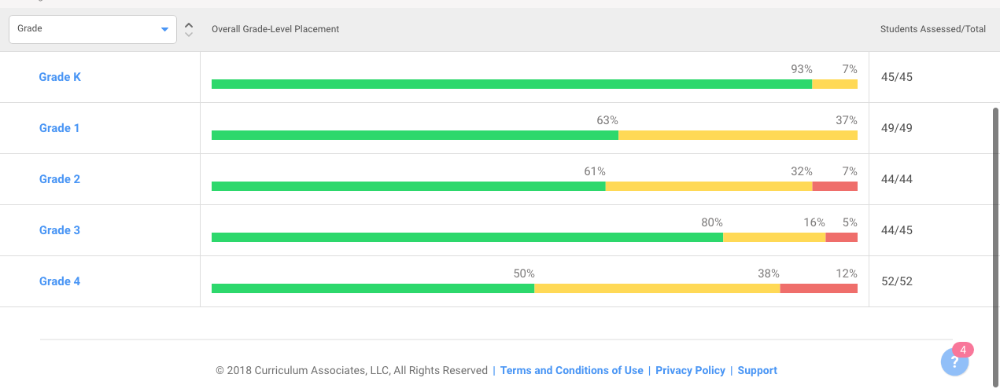 Grade
Overall Grade-Level Placement
Students Assessed/Total
Grade K
93% 7%
45/45
Grade 1
63% 37%
49/49
Grade 2
61% 32% 7%
44/44
Grade 3
80% 16% 5%
44/45
Grade 4
50% 38% 12%
52/52
4
?
© 2018 Curriculum Associates, LLC, All Rights Reserved | Terms and Conditions of Use | Privacy Policy | Support